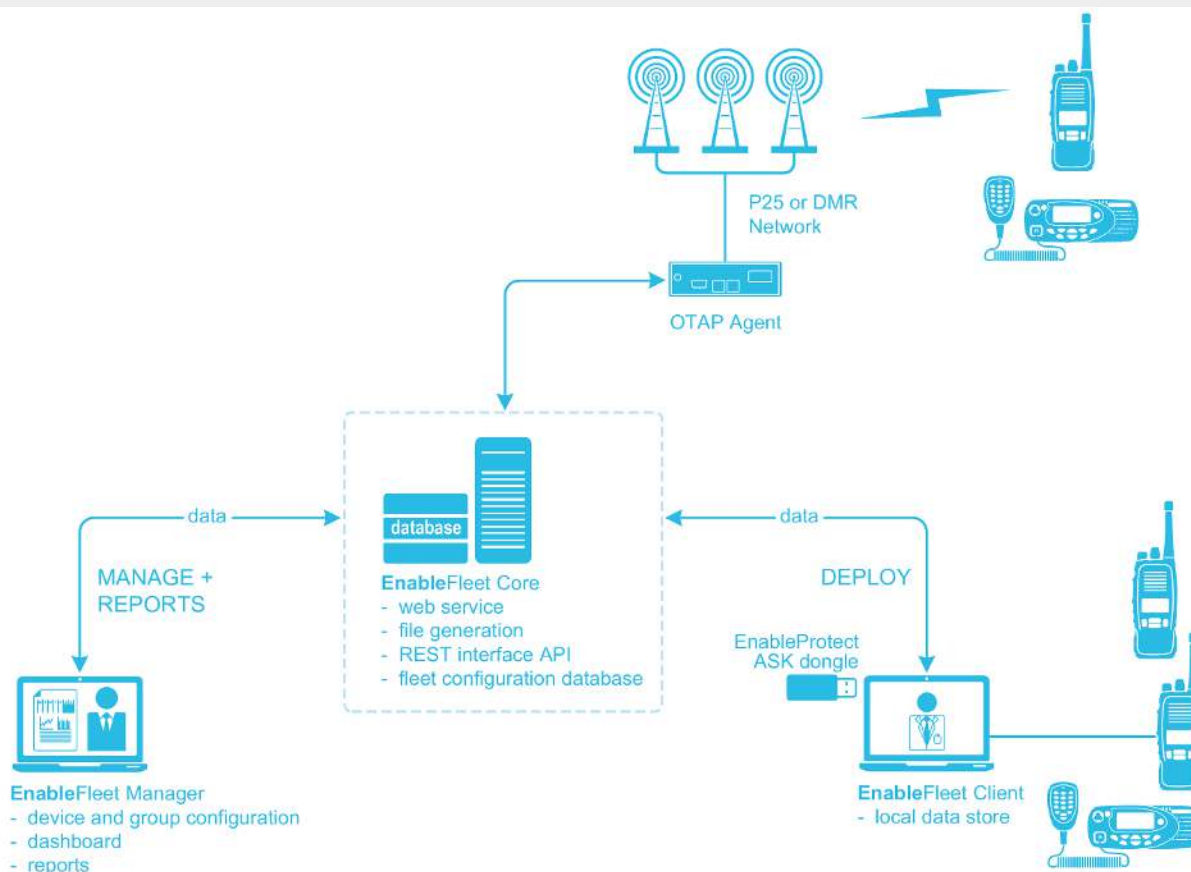 P25 or DMR
Network
OTAP Agent
database
EnableFleet Core
- web service
- file generation
- REST interface API
- fleet configuration database
data
MANAGE +
REPORTS
data
DEPLOY
EnableProtect
ASK dongle
EnableFleet Manager
- device and group configuration
- dashboard
- reports
EnableFleet Client
- local data store